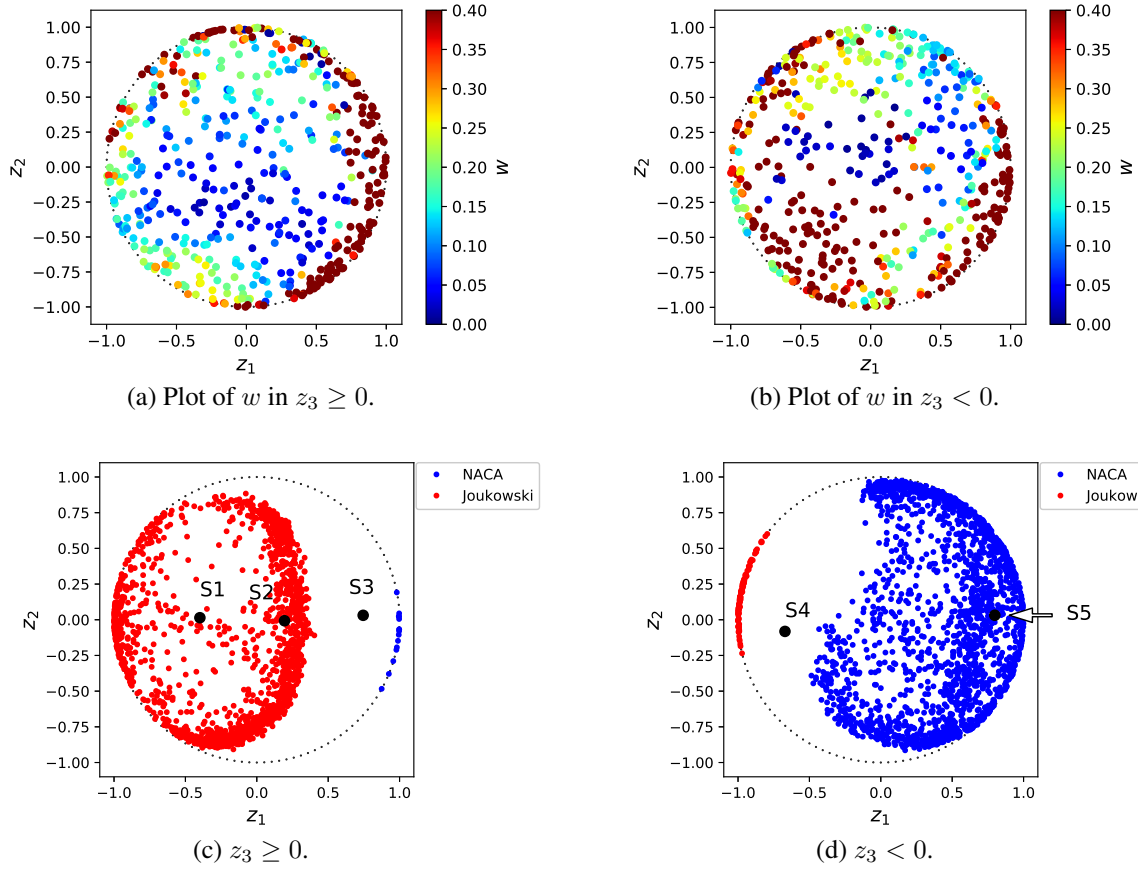 1.00
0.75
0.50
0.25
0.00
−0.25
−0.50
−0.75
−1.00
z2
−1.0 −0.5 0.0 0.5 1.0
z1
0.40
0.35
0.30
0.25
0.20
0.15
0.10
0.05
0.00
w
(a) Plot of w in z3 ≥ 0.
1.00
0.75
0.50
0.25
0.00
−0.25
−0.50
−0.75
−1.00
z2
−1.0 −0.5 0.0 0.5 1.0
z1
0.40
0.35
0.30
0.25
0.20
0.15
0.10
0.05
0.00
w
(b) Plot of w in z3 < 0.
NACA
Joukowski
1.00
0.75
0.50
0.25
0.00
−0.25
−0.50
−0.75
−1.00
z2
S1
S2
S3
−1.0 −0.5 0.0 0.5 1.0
z1
(c) z3 ≥ 0.
NACA
Joukow
1.00
0.75
0.50
0.25
0.00
−0.25
−0.50
−0.75
−1.00
z2
S4
S5
−1.0 −0.5 0.0 0.5 1.0
z1
(d) z3 < 0.